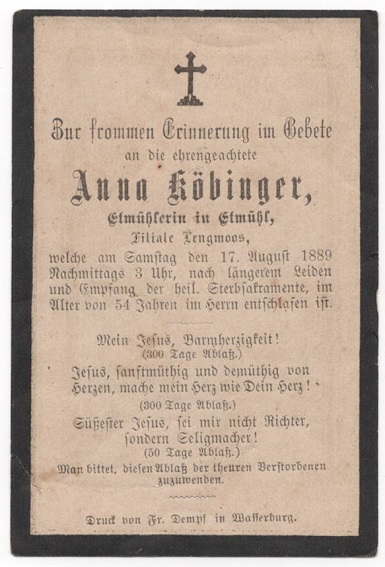 Zur frommen Erinnerung im Gebete
an die ehrengeachtete
Anna Köbinger,
Etmühlerin in Etmühl,
Filiale Lengmoos,
welche am Samstag den 17. August 1889
Nachmittags 3 Uhr, nach längerem Leiden
und Empfang der heil. Sterbsakramente, im
Alter von 54 Jahren im Herrn entschlafen ist.
Mein Jesus, Barmherzigkeit!
(300 Tage Ablaß.)
Jesus, sanftmüthig und demüthig von
Herzen, mache mein Herz wie Dein Herz!
(300 Tage Ablaß.)
Süßester Jesus, sei mir nicht Richter,
sondern Seligmacher!
(50 Tage Ablaß.)
Man bittet, diesen Ablaß der theuren Verstorbenen
zuzuwenden.
Druck von Fr. Dempf in Wasserburg.